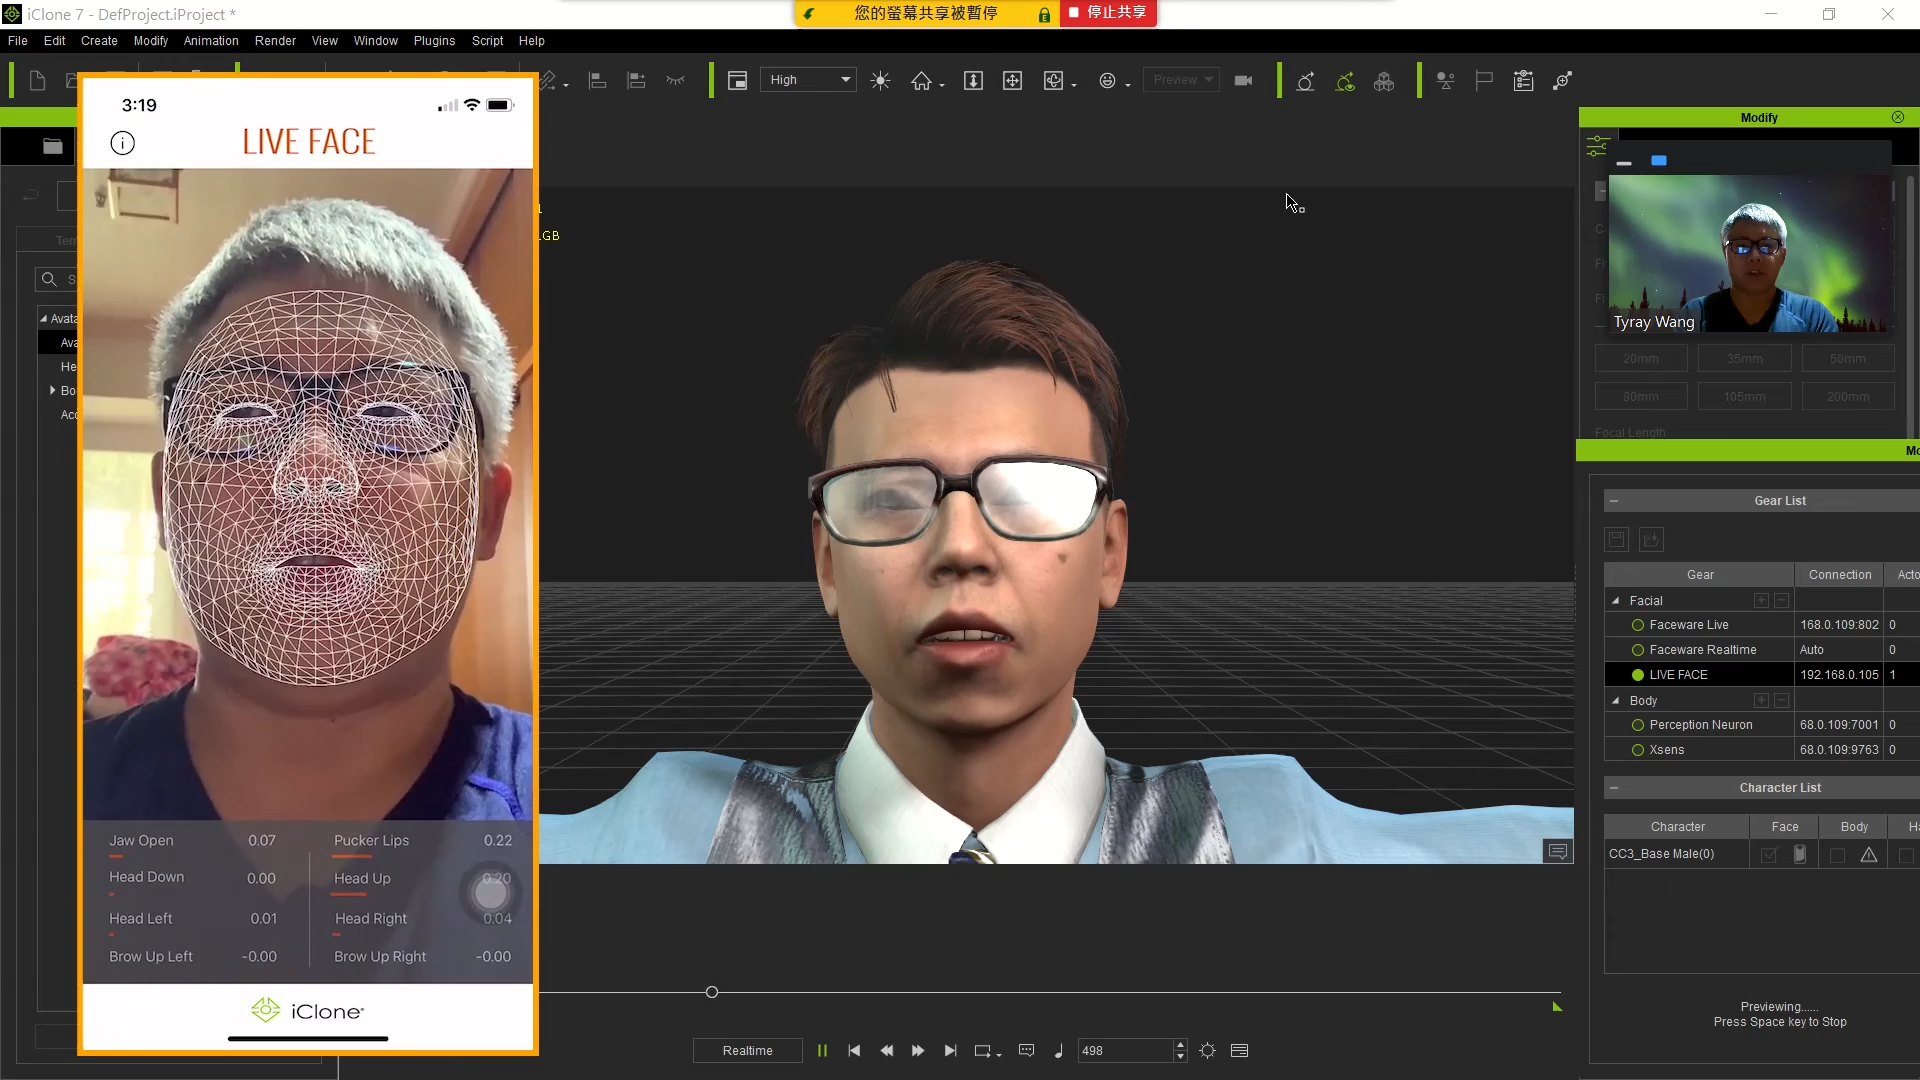 iClone 7 - DefProject.iProject *
您的螢幕共享被暫停
停止共享
File Edit Create Modify Animation Render View Window Plugins Script Help
High
Preview
3:19
LIVE FACE
Modify
Tyray Wang
20mm 35mm 50mm
80mm 105mm 200mm
Focal Length
Gear List
Gear Connection
Facial
Faceware Live 168.0.109:802 0
Faceware Realtime Auto 0
LIVE FACE 192.168.0.105 1
Body
Perception Neuron 68.0.109:7001 0
Xsens 68.0.109:9763 0
Character List
Character Face Body
CC3_Base Male(0)
Previewing......
Press Space key to Stop
Jaw Open 0.07 Pucker Lips 0.22
Head Down 0.00 Head Up 0.20
Head Left 0.01 Head Right 0.04
Brow Up Left -0.00 Brow Up Right -0.00
iClone
Realtime
498